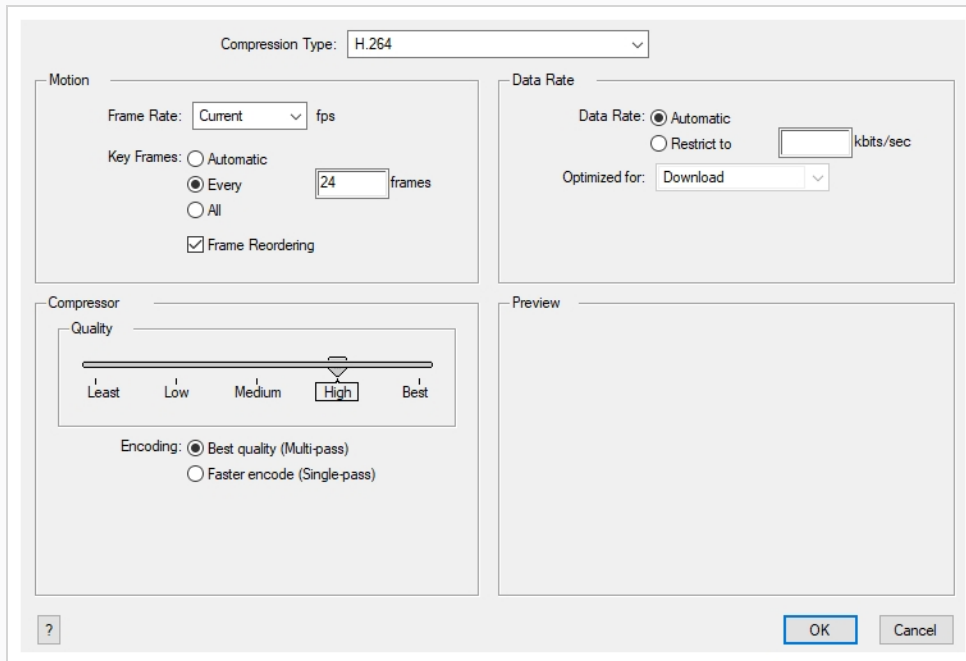 Compression Type: H.264
Motion
Frame Rate: Current fps
Key Frames: Automatic
Every 24 frames
All
Frame Reordering
Data Rate
Data Rate: Automatic
Restrict to kbits/sec
Optimized for: Download
Compressor
Quality
Least Low Medium High Best
Encoding: Best quality (Multi-pass)
Faster encode (Single-pass)
Preview
? OK Cancel